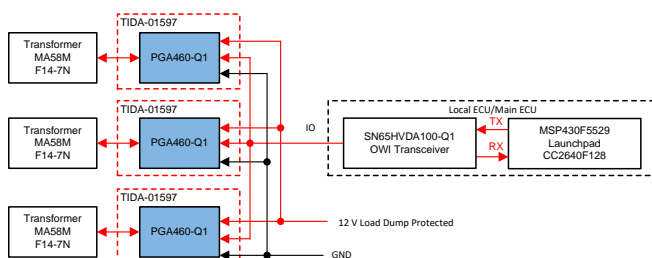 TIDA-01597
Transformer
MA58M
F14-7N
PGA460-Q1
TIDA-01597
Transformer
MA58M
F14-7N
PGA460-Q1
IO
Local ECU/Main ECU
SN65HVDA100-Q1
OWI Transceiver
TX
RX
MSP430F5529
Launchpad
CC2640F128
TIDA-01597
Transformer
MA58M
F14-7N
PGA460-Q1
12 V Load Dump Protected
GND